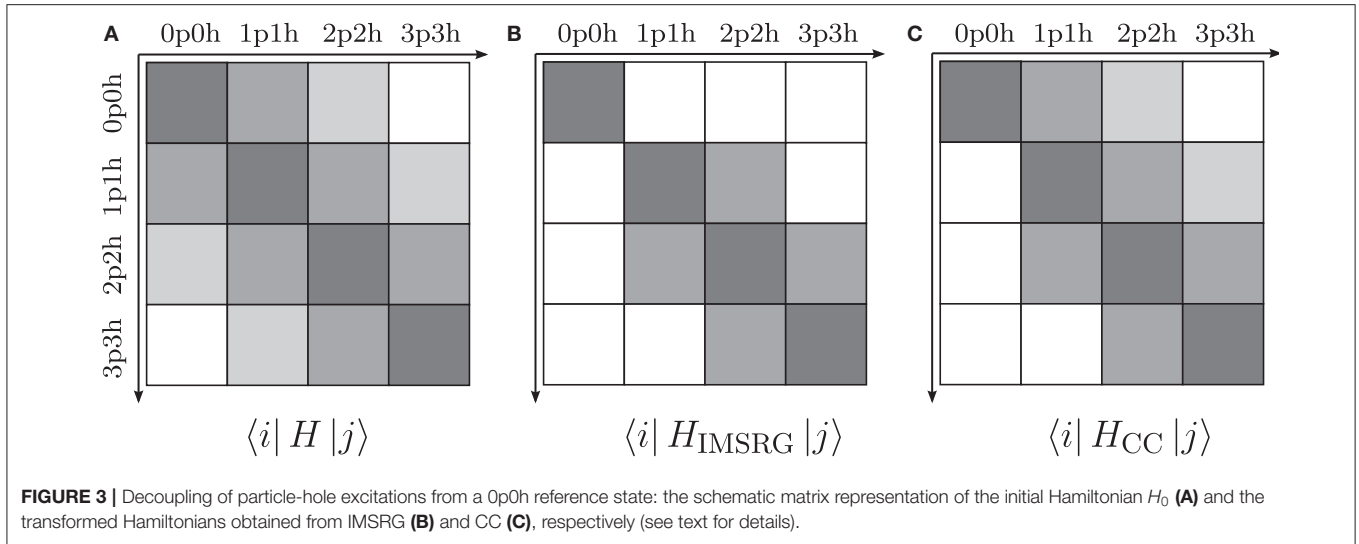 A 0p0h 1p1h 2p2h 3p3h
0p0h
1p1h
2p2h
3p3h
⟨i| H |j⟩
B 0p0h 1p1h 2p2h 3p3h
⟨i| H_IMSRG |j⟩
C 0p0h 1p1h 2p2h 3p3h
⟨i| H_CC |j⟩
FIGURE 3 | Decoupling of particle-hole excitations from a 0p0h reference state: the schematic matrix representation of the initial Hamiltonian H₀ (A) and the
transformed Hamiltonians obtained from IMSRG (B) and CC (C), respectively (see text for details).